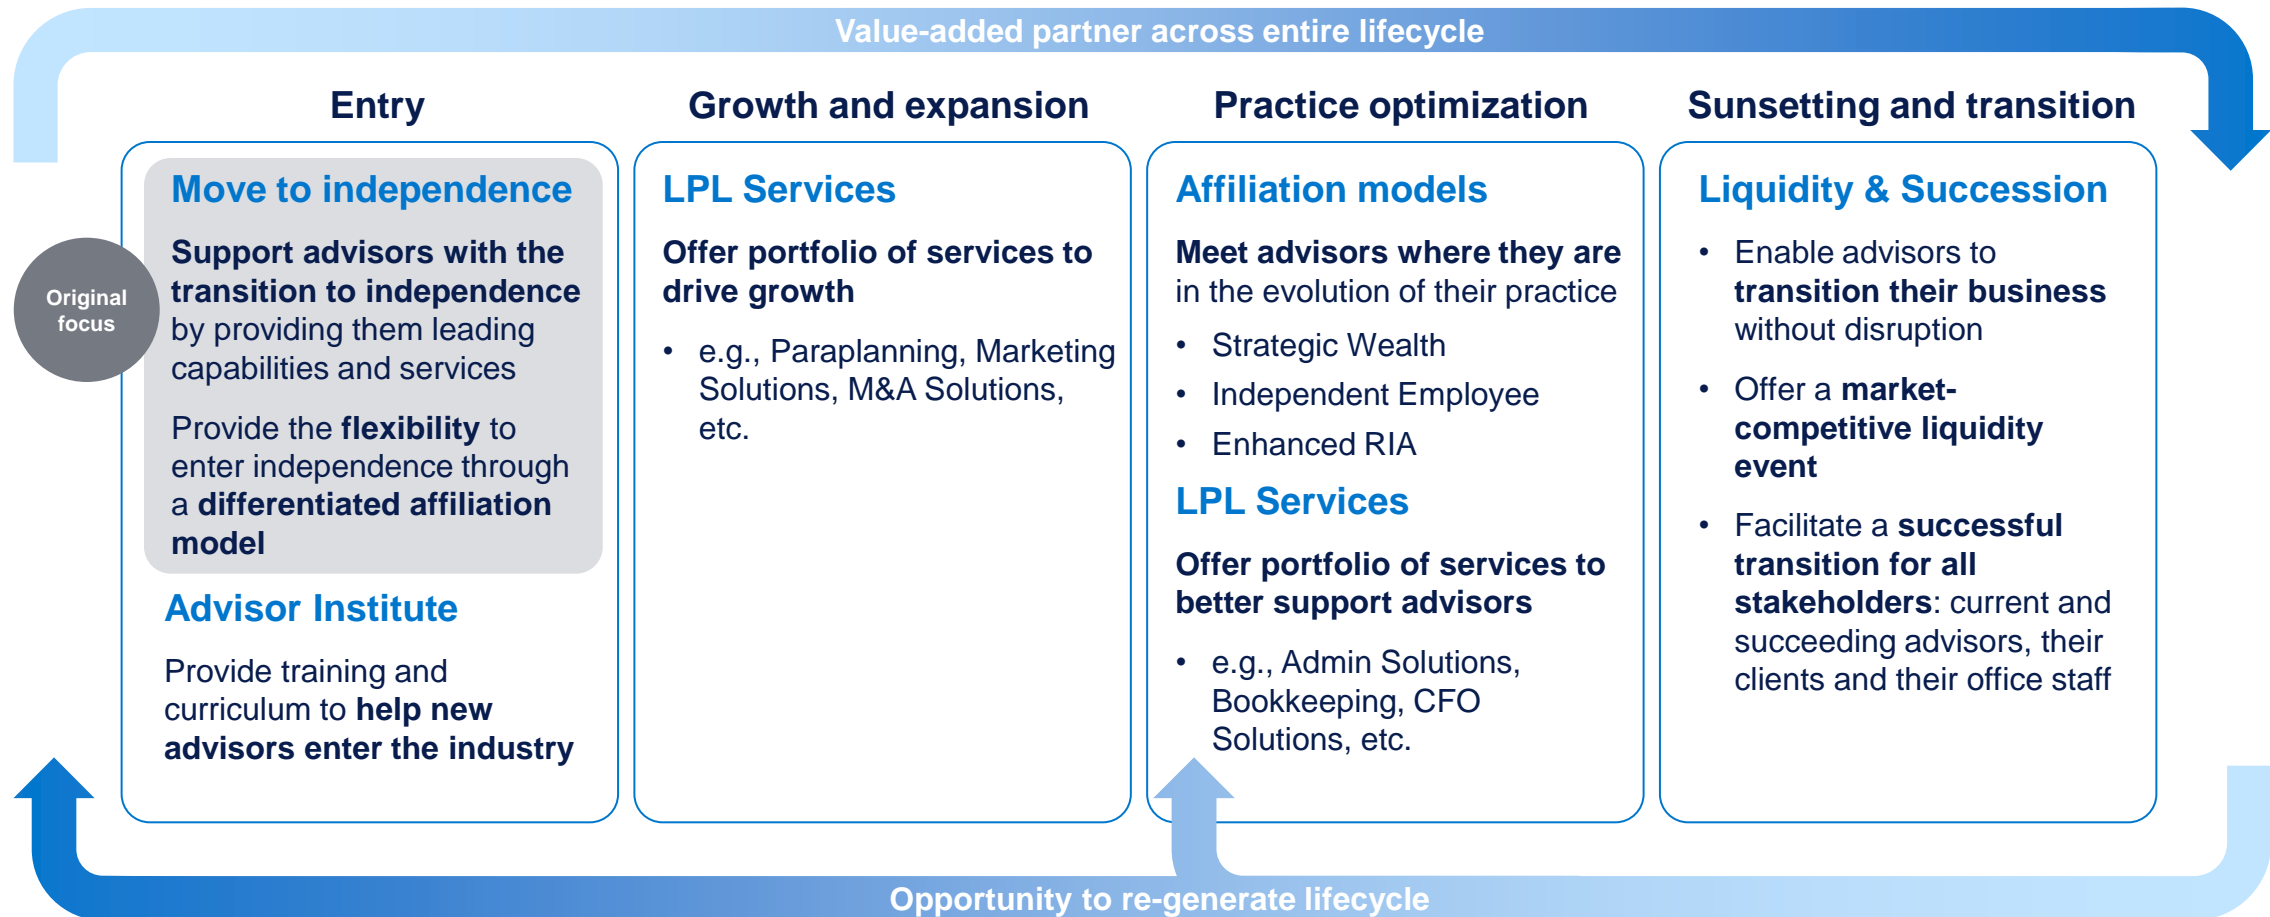 Value-added partner across entire lifecycle
Entry
Move to independence
Original
focus
Support advisors with the
transition to independence
by providing them leading
capabilities and services
Provide the flexibility to
enter independence through
a differentiated affiliation
model
Advisor Institute
Provide training and
curriculum to help new
advisors enter the industry
Growth and expansion
LPL Services
Offer portfolio of services to
drive growth
• e.g., Paraplanning, Marketing
Solutions, M&A Solutions,
etc.
Practice optimization
Affiliation models
Meet advisors where they are
in the evolution of their practice
• Strategic Wealth
• Independent Employee
• Enhanced RIA
LPL Services
Offer portfolio of services to
better support advisors
• e.g., Admin Solutions,
Bookkeeping, CFO
Solutions, etc.
Sunsetting and transition
Liquidity & Succession
• Enable advisors to
transition their business
without disruption
• Offer a market-
competitive liquidity
event
• Facilitate a successful
transition for all
stakeholders: current and
succeeding advisors, their
clients and their office staff
Opportunity to re-generate lifecycle